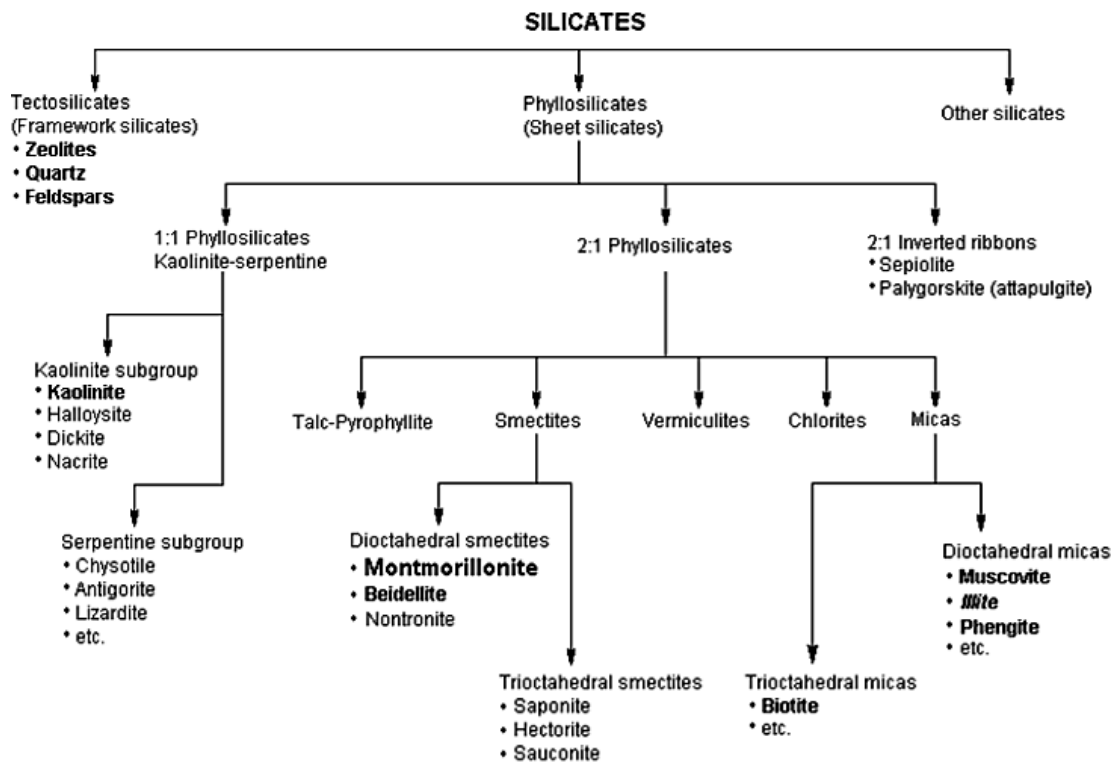 SILICATES
Tectosilicates
(Framework silicates)
• Zeolites
• Quartz
• Feldspars
Phyllosilicates
(Sheet silicates)
Other silicates
1:1 Phyllosilicates
Kaolinite-serpentine
2:1 Phyllosilicates
2:1 Inverted ribbons
• Sepiolite
• Palygorskite (attapulgite)
Kaolinite subgroup
• Kaolinite
• Halloysite
• Dickite
• Nacrite
Talc-Pyrophyllite
Smectites
Vermiculites
Chlorites
Micas
Serpentine subgroup
• Chysotile
• Antigorite
• Lizardite
• etc.
Dioctahedral smectites
• Montmorillonite
• Beidellite
• Nontronite
Dioctahedral micas
• Muscovite
• Illite
• Phengite
• etc.
Trioctahedral smectites
• Saponite
• Hectorite
• Sauconite
Trioctahedral micas
• Biotite
• etc.